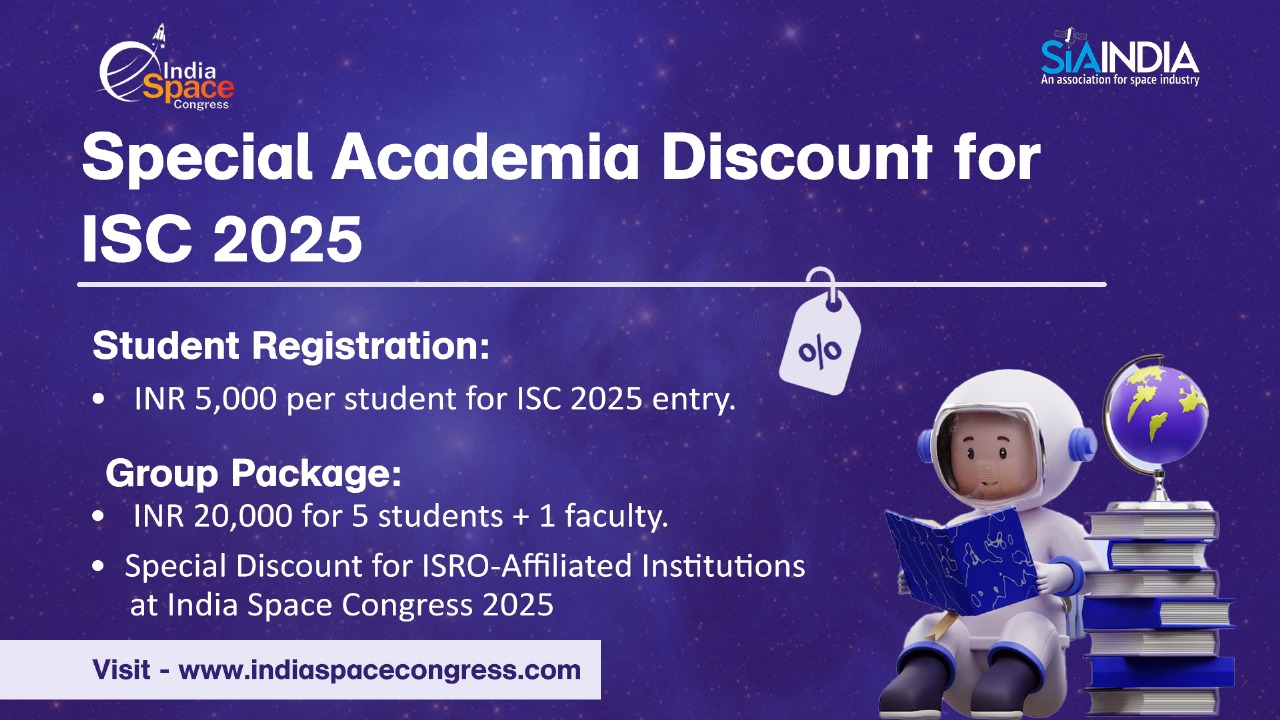 India
Space
Congress
SIAINDIA
An association for space industry
Special Academia Discount for
ISC 2025
%
Student Registration:
• INR 5,000 per student for ISC 2025 entry.
Group Package:
• INR 20,000 for 5 students + 1 faculty.
• Special Discount for ISRO-Affiliated Institutions
at India Space Congress 2025
Visit - www.indiaspacecongress.com